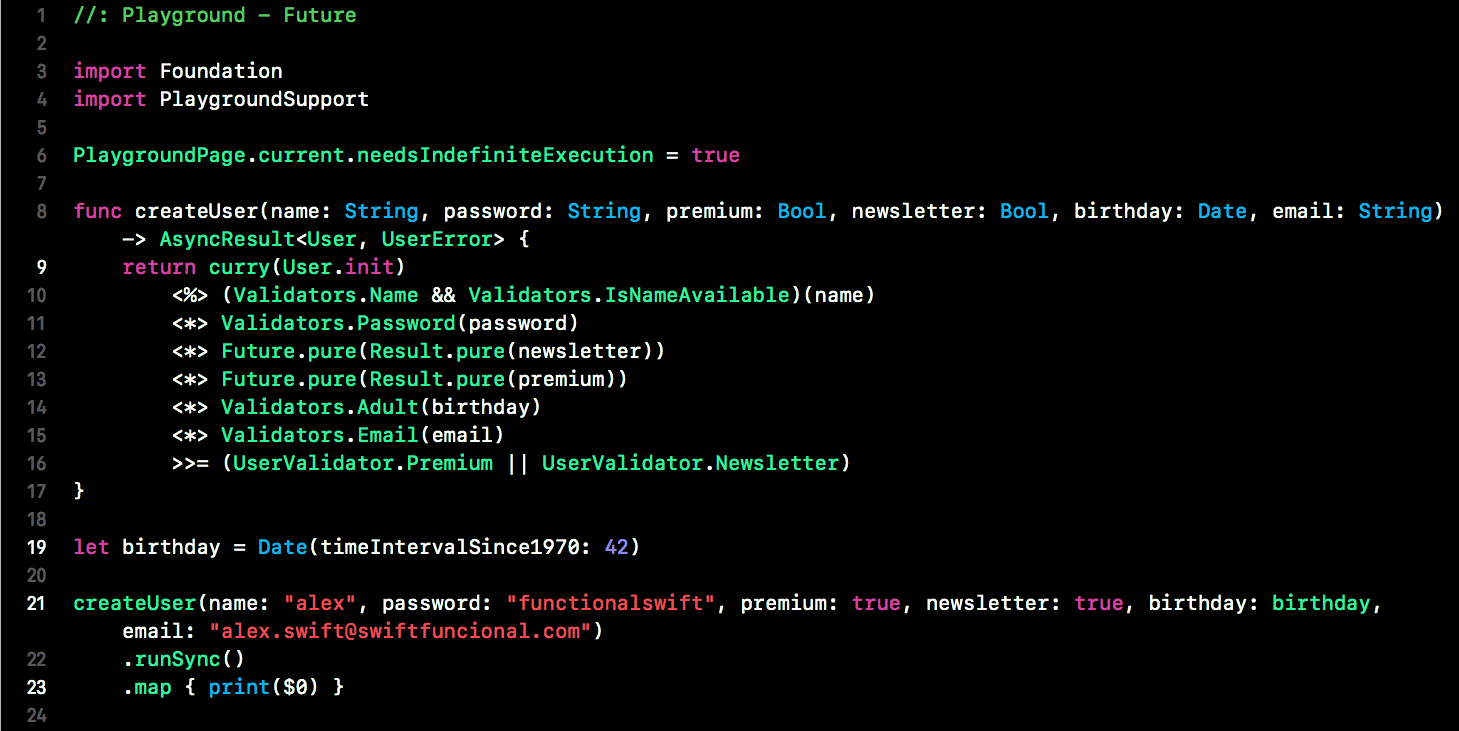 1 //: Playground – Future
2
3 import Foundation
4 import PlaygroundSupport
5
6 PlaygroundPage.current.needsIndefiniteExecution = true
7
8 func createUser(name: String, password: String, premium: Bool, newsletter: Bool, birthday: Date, email: String)
-> AsyncResult<User, UserError> {
9 return curry(User.init)
10 <%> (Validators.Name && Validators.IsNameAvailable)(name)
11 <*> Validators.Password(password)
12 <*> Future.pure(Result.pure(newsletter))
13 <*> Future.pure(Result.pure(premium))
14 <*> Validators.Adult(birthday)
15 <*> Validators.Email(email)
16 >>= (UserValidator.Premium || UserValidator.Newsletter)
17 }
18
19 let birthday = Date(timeIntervalSince1970: 42)
20
21 createUser(name: "alex", password: "functionalswift", premium: true, newsletter: true, birthday: birthday,
email: "alex.swift@swiftfuncional.com")
22 .runSync()
23 .map { print($0) }
24